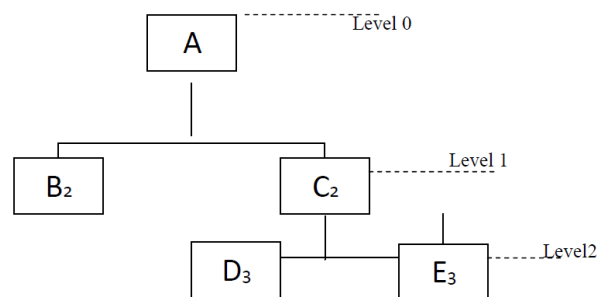 A
Level 0
B₂
C₂
Level 1
D₃
E₃
Level2